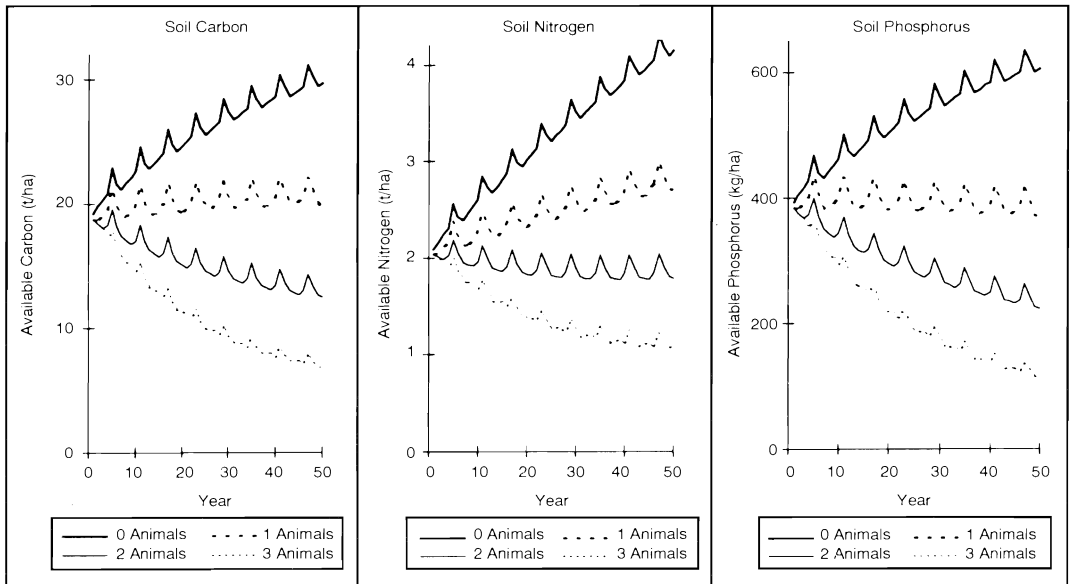 Soil Carbon
30
20
10
0
Available Carbon (t/ha)
0 10 20 30 40 50
Year
0 Animals 1 Animals
2 Animals 3 Animals
Soil Nitrogen
4
3
2
1
0
Available Nitrogen (t/ha)
0 10 20 30 40 50
Year
0 Animals 1 Animals
2 Animals 3 Animals
Soil Phosphorus
600
400
200
0
Available Phosphorus (kg/ha)
0 10 20 30 40 50
Year
0 Animals 1 Animals
2 Animals 3 Animals